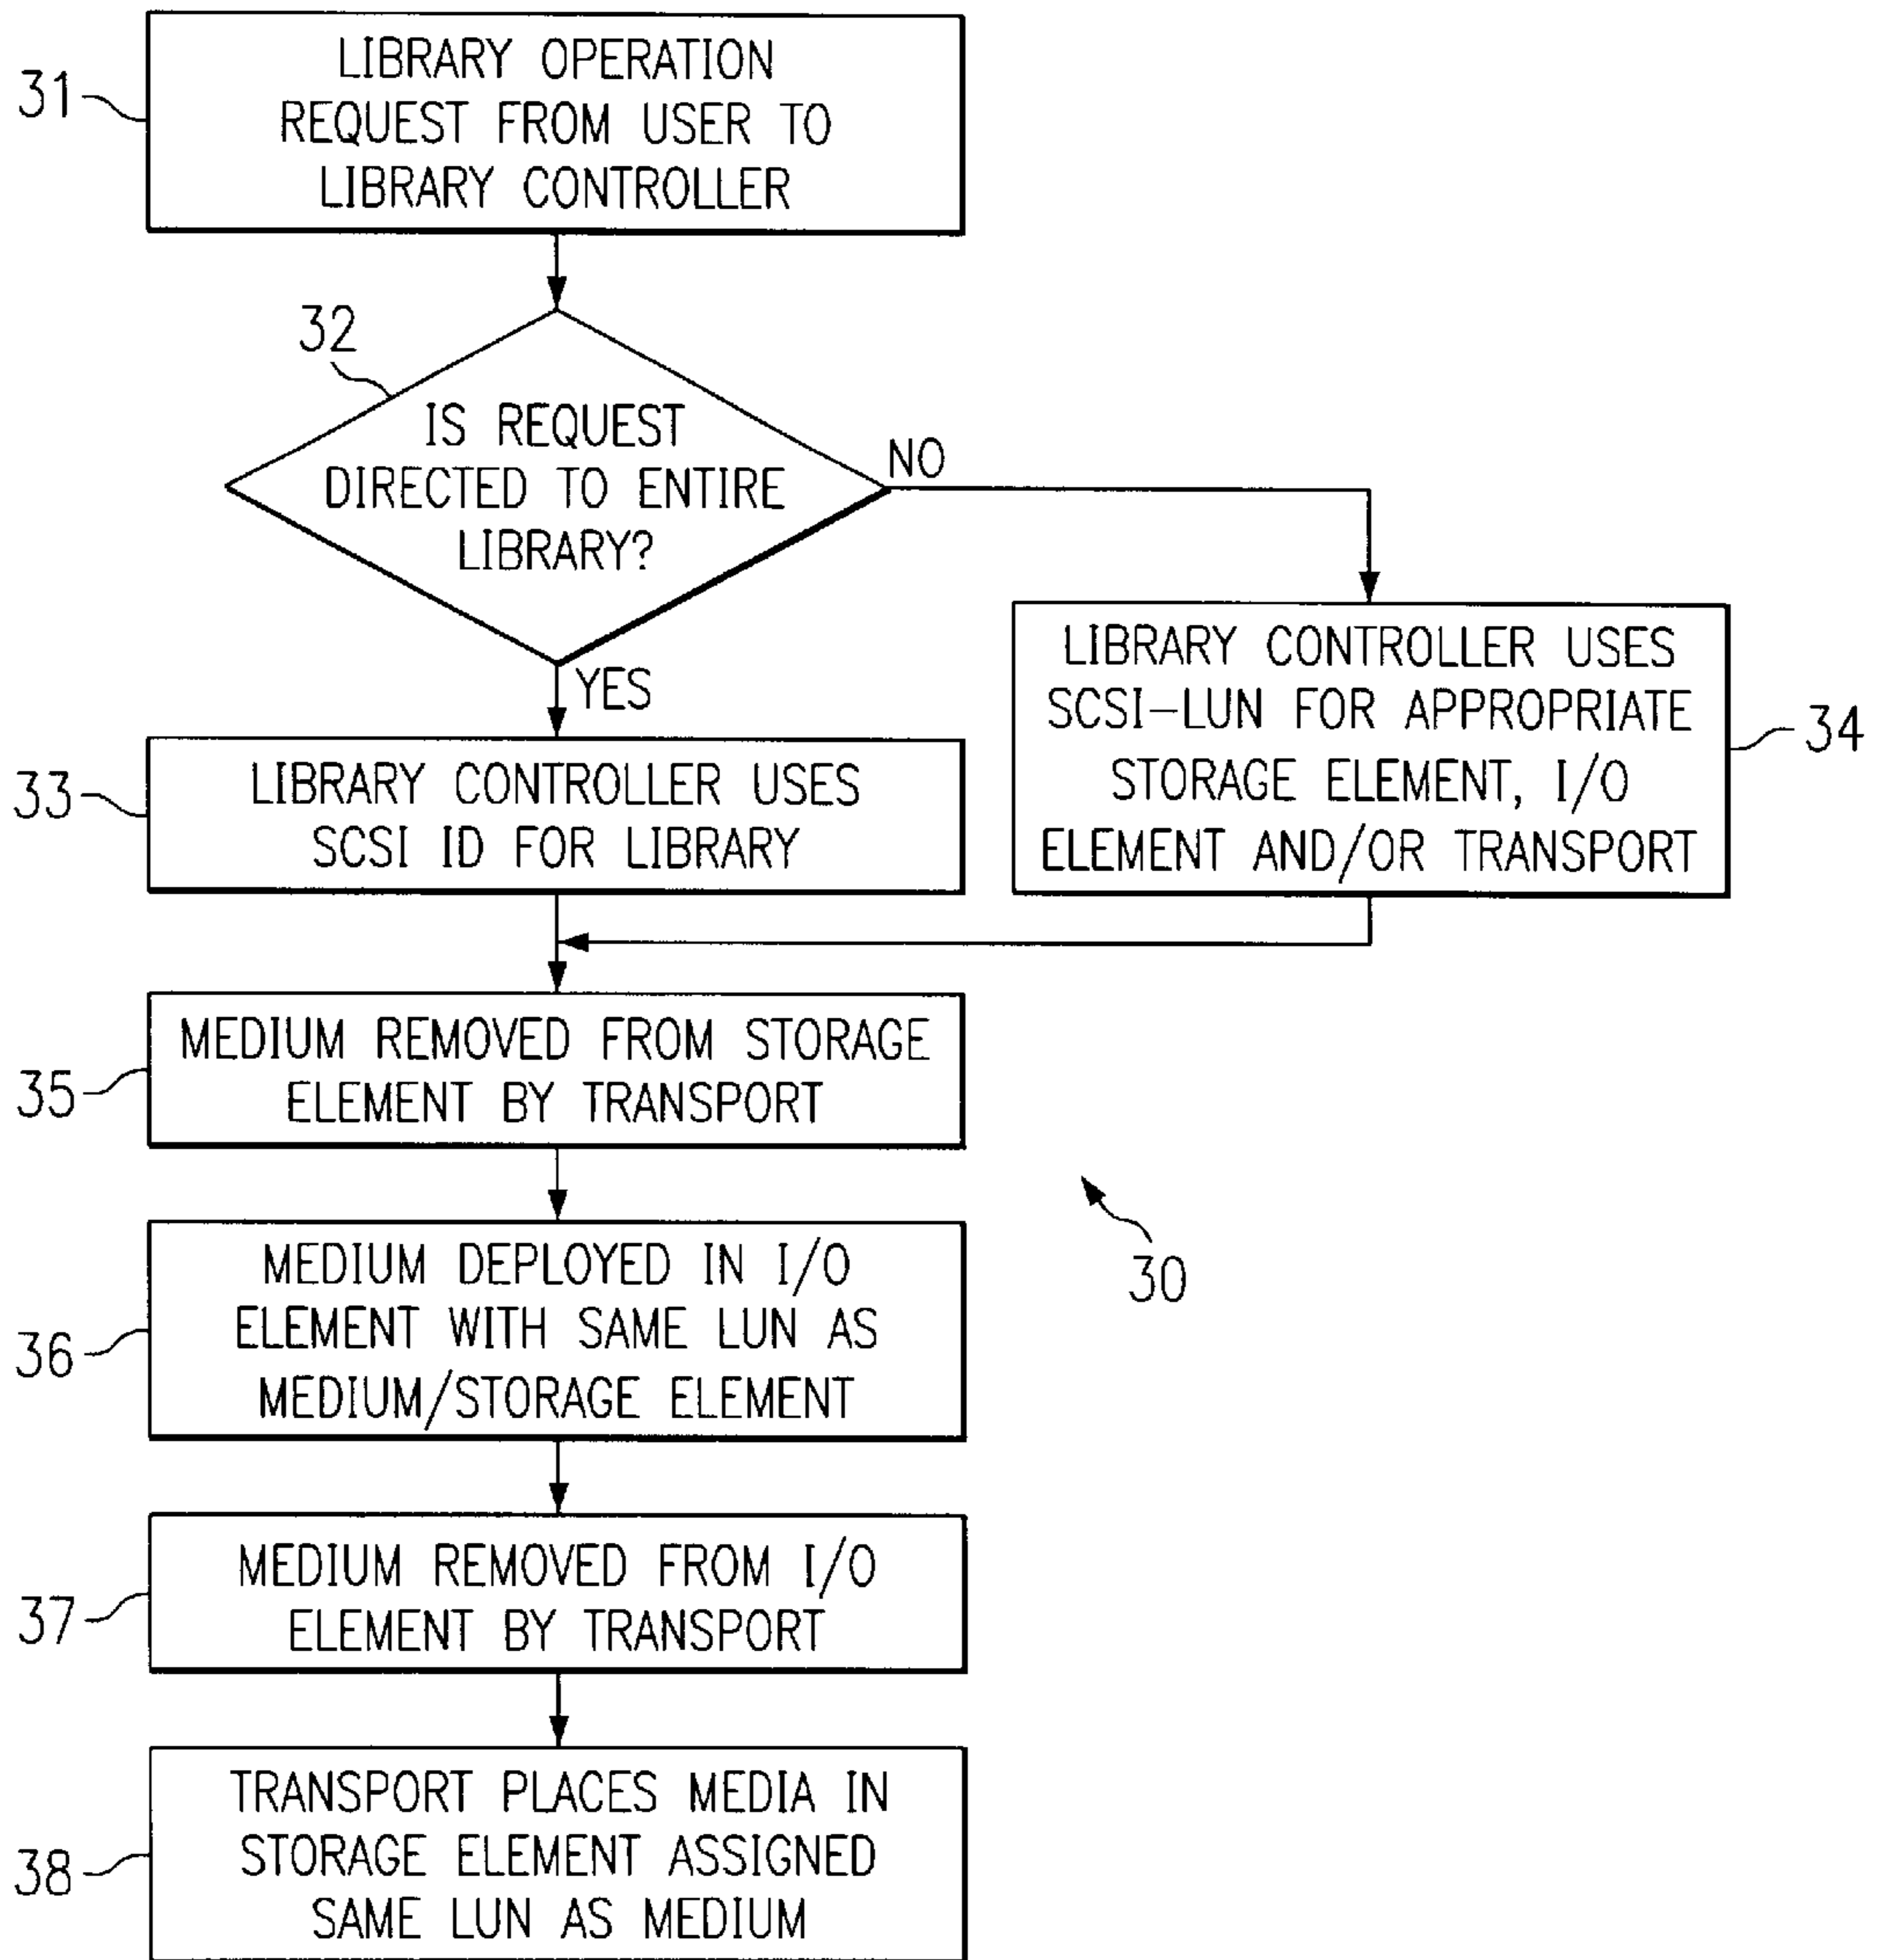 31
LIBRARY OPERATION
REQUEST FROM USER TO
LIBRARY CONTROLLER
32
IS REQUEST
DIRECTED TO ENTIRE
LIBRARY?
NO
YES
33
LIBRARY CONTROLLER USES
SCSI ID FOR LIBRARY
LIBRARY CONTROLLER USES
SCSI-LUN FOR APPROPRIATE
STORAGE ELEMENT, I/O
ELEMENT AND/OR TRANSPORT
34
35
MEDIUM REMOVED FROM STORAGE
ELEMENT BY TRANSPORT
30
36
MEDIUM DEPLOYED IN I/O
ELEMENT WITH SAME LUN AS
MEDIUM/STORAGE ELEMENT
37
MEDIUM REMOVED FROM I/O
ELEMENT BY TRANSPORT
38
TRANSPORT PLACES MEDIA IN
STORAGE ELEMENT ASSIGNED
SAME LUN AS MEDIUM